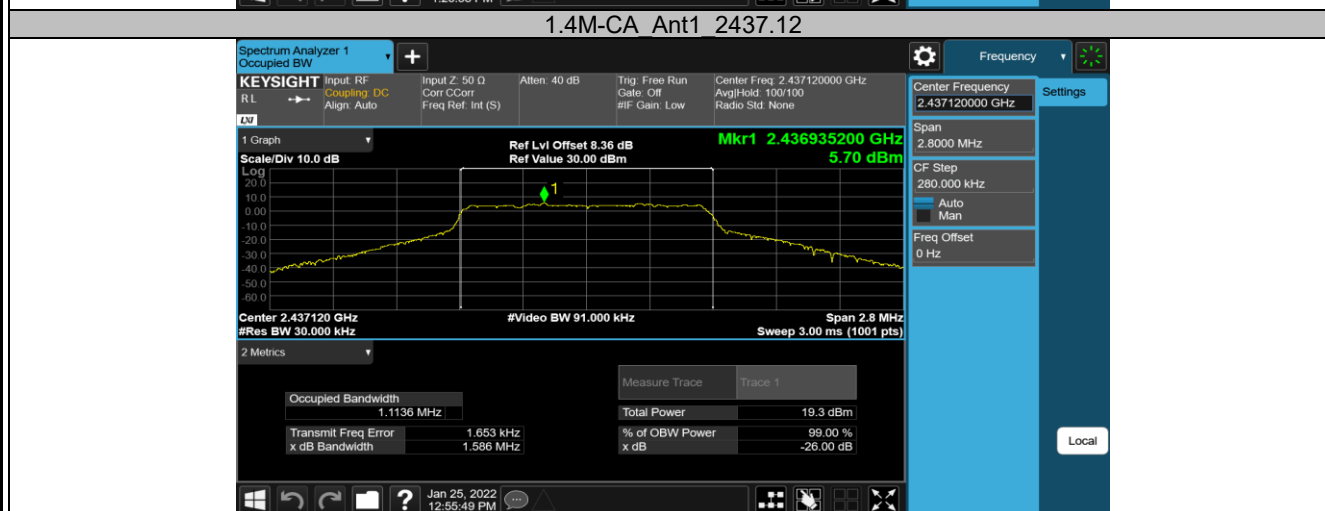 1.4M-CA_Ant1_2437.12
Spectrum Analyzer 1
Occupied BW
+
Frequency
KEYSIGHT
RL
LXI
Input: RF
Coupling: DC
Align: Auto
Input Z: 50 Ω
Corr CCorr
Freq Ref: Int (S)
Atten: 40 dB
Trig: Free Run
Gate: Off
#IF Gain: Low
Center Freq: 2.437120000 GHz
Avg|Hold: 100/100
Radio Std: None
Center Frequency
2.437120000 GHz
Settings
Span
2.8000 MHz
CF Step
280.000 kHz
Auto
Man
Freq Offset
0 Hz
1 Graph
Scale/Div 10.0 dB
Ref Lvl Offset 8.36 dB
Ref Value 30.00 dBm
Mkr1 2.436935200 GHz
5.70 dBm
Log
20.0
10.0
0.00
-10.0
-20.0
-30.0
-40.0
-50.0
-60.0
1
Center 2.437120 GHz
#Video BW 91.000 kHz
Span 2.8 MHz
#Res BW 30.000 kHz
Sweep 3.00 ms (1001 pts)
2 Metrics
Measure Trace Trace 1
Occupied Bandwidth
1.1136 MHz
Total Power 19.3 dBm
Transmit Freq Error 1.653 kHz
% of OBW Power 99.00 %
x dB Bandwidth 1.586 MHz
x dB -26.00 dB
Local
?
Jan 25, 2022
12:55:49 PM